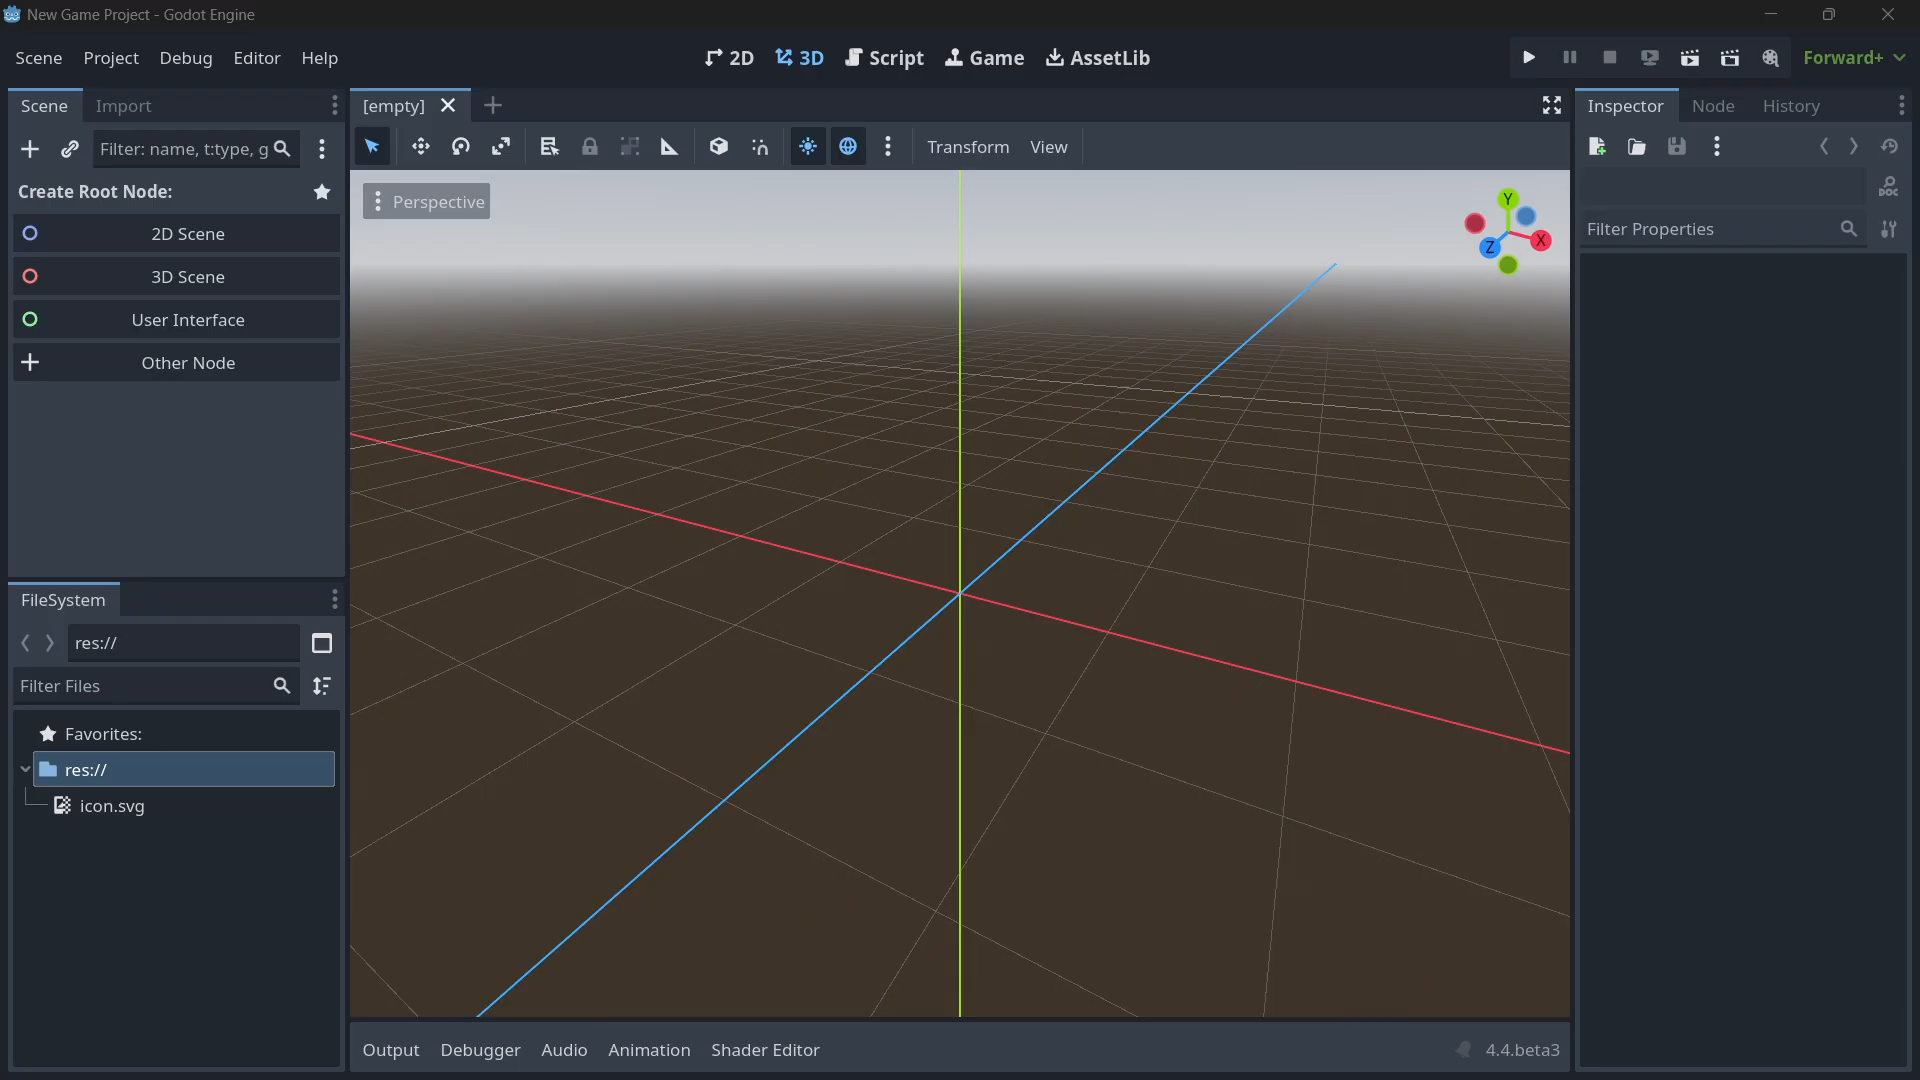 New Game Project - Godot Engine
Scene Project Debug Editor Help
2D 3D Script Game AssetLib
Forward+
Scene Import
Filter: name, t:type, g
Create Root Node:
2D Scene
3D Scene
User Interface
Other Node
FileSystem
res://
Filter Files
Favorites:
res://
icon.svg
[empty]
Transform View
Perspective
Y
X
Z
Output Debugger Audio Animation Shader Editor
4.4.beta3
Inspector Node History
DOC
Filter Properties